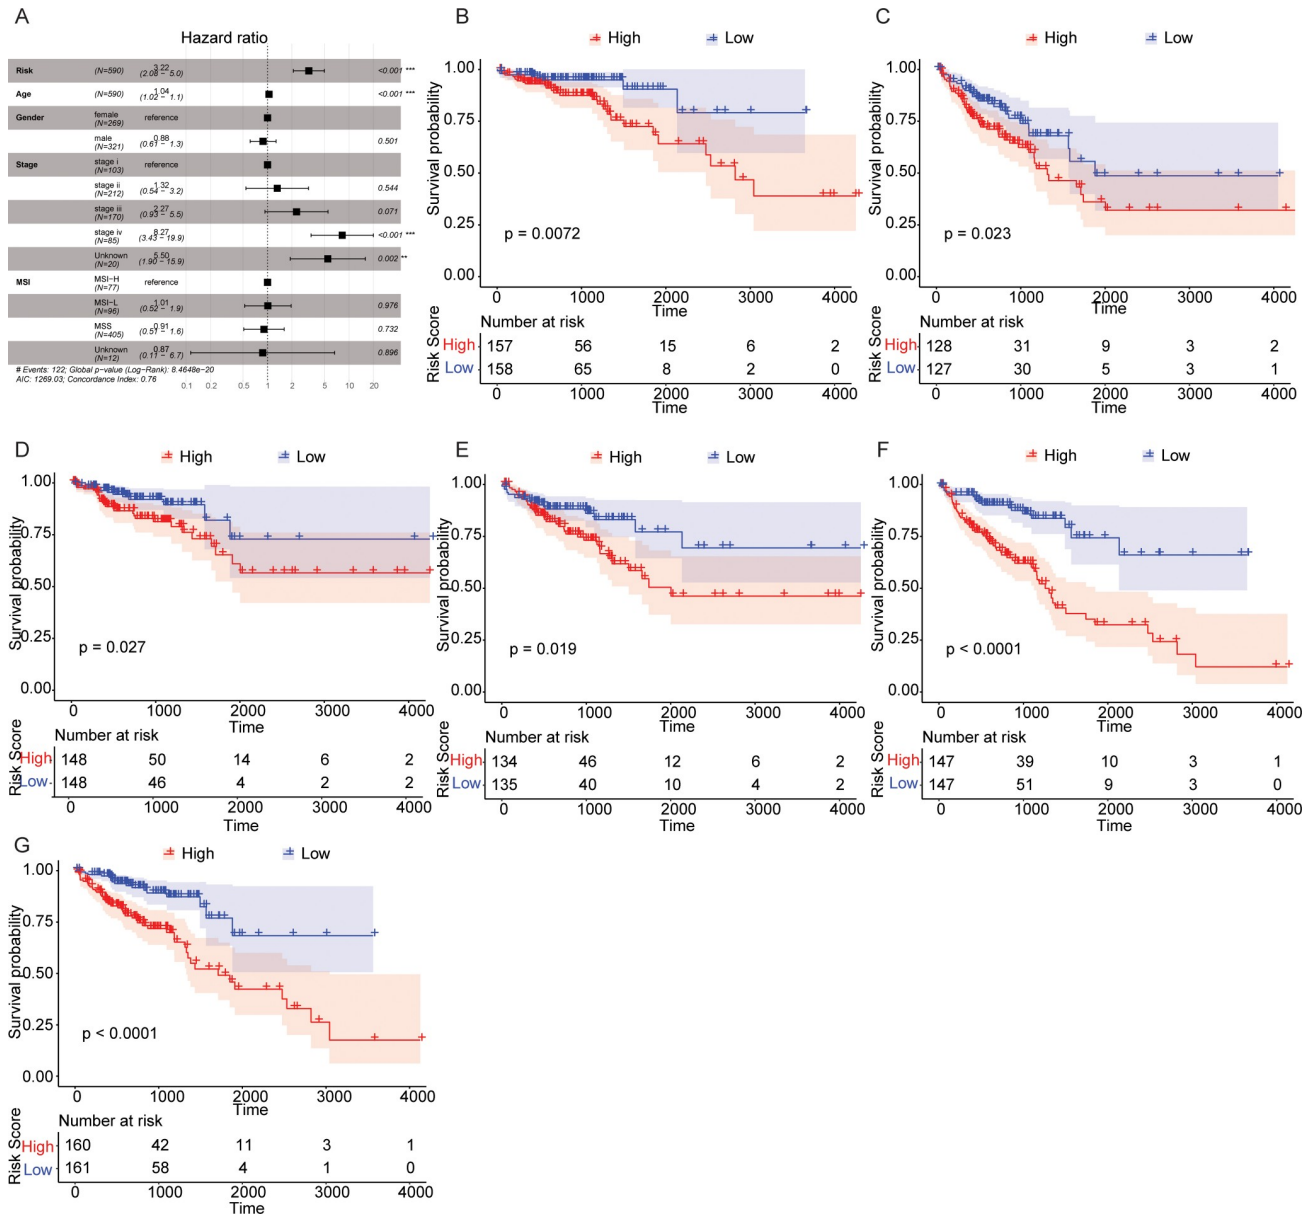 A
Hazard ratio
Risk (N=590) 3.22 (2.08 − 5.0) <0.001 ***
Age (N=590) 1.04 (1.02 − 1.1) <0.001 ***
Gender female (N=269) reference
male (N=321) 0.88 (0.61 − 1.3) 0.501
Stage stage i (N=103) reference
stage ii (N=212) 1.32 (0.54 − 3.2) 0.544
stage iii (N=170) 2.27 (0.93 − 5.5) 0.071
stage iv (N=85) 8.27 (3.43 − 19.9) <0.001 ***
Unknown (N=20) 5.50 (1.90 − 15.9) 0.002 **
MSI MSI−H (N=77) reference
MSI−L (N=96) 1.01 (0.52 − 1.9) 0.976
MSS (N=405) 0.91 (0.51 − 1.6) 0.732
Unknown (N=12) 0.87 (0.11 − 6.7) 0.896
# Events: 122; Global p−value (Log−Rank): 8.4648e−20
AIC: 1269.03; Concordance Index: 0.76
0.1 0.2 0.5 1 2 5 10 20
B
High Low
Survival probability
1.00
0.75
0.50
0.25
0.00
p = 0.0072
0 1000 2000 3000 4000
Time
Number at risk
Risk Score
High 157 56 15 6 2
Low 158 65 8 2 0
0 1000 2000 3000 4000
Time
C
High Low
Survival probability
1.00
0.75
0.50
0.25
0.00
p = 0.023
0 1000 2000 3000 4000
Time
Number at risk
Risk Score
High 128 31 9 3 2
Low 127 30 5 3 1
0 1000 2000 3000 4000
Time
D
High Low
Survival probability
1.00
0.75
0.50
0.25
0.00
p = 0.027
0 1000 2000 3000 4000
Time
Number at risk
Risk Score
High 148 50 14 6 2
Low 148 46 4 2 2
0 1000 2000 3000 4000
Time
E
High Low
Survival probability
1.00
0.75
0.50
0.25
0.00
p = 0.019
0 1000 2000 3000 4000
Time
Number at risk
Risk Score
High 134 46 12 6 2
Low 135 40 10 4 2
0 1000 2000 3000 4000
Time
F
High Low
Survival probability
1.00
0.75
0.50
0.25
0.00
p < 0.0001
0 1000 2000 3000 4000
Time
Number at risk
Risk Score
High 147 39 10 3 1
Low 147 51 9 3 0
0 1000 2000 3000 4000
Time
G
High Low
Survival probability
1.00
0.75
0.50
0.25
0.00
p < 0.0001
0 1000 2000 3000 4000
Time
Number at risk
Risk Score
High 160 42 11 3 1
Low 161 58 4 1 0
0 1000 2000 3000 4000
Time